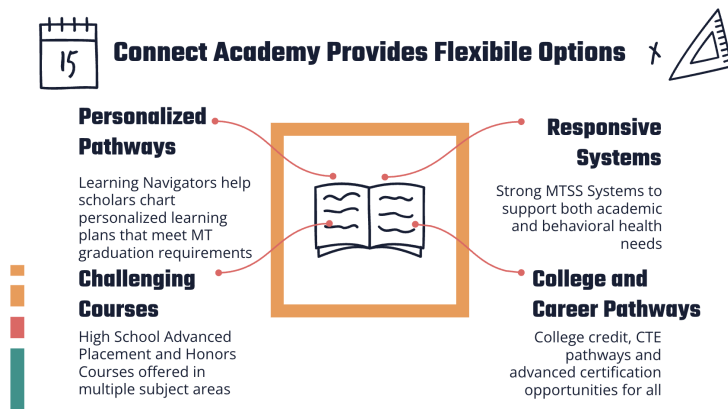 15
Connect Academy Provides Flexibile Options
x
Personalized
Pathways
Learning Navigators help
scholars chart
personalized learning
plans that meet MT
graduation requirements
Responsive
Systems
Strong MTSS Systems to
support both academic
and behavioral health
needs
Challenging
Courses
High School Advanced
Placement and Honors
Courses offered in
multiple subject areas
College and
Career Pathways
College credit, CTE
pathways and
advanced certification
opportunities for all